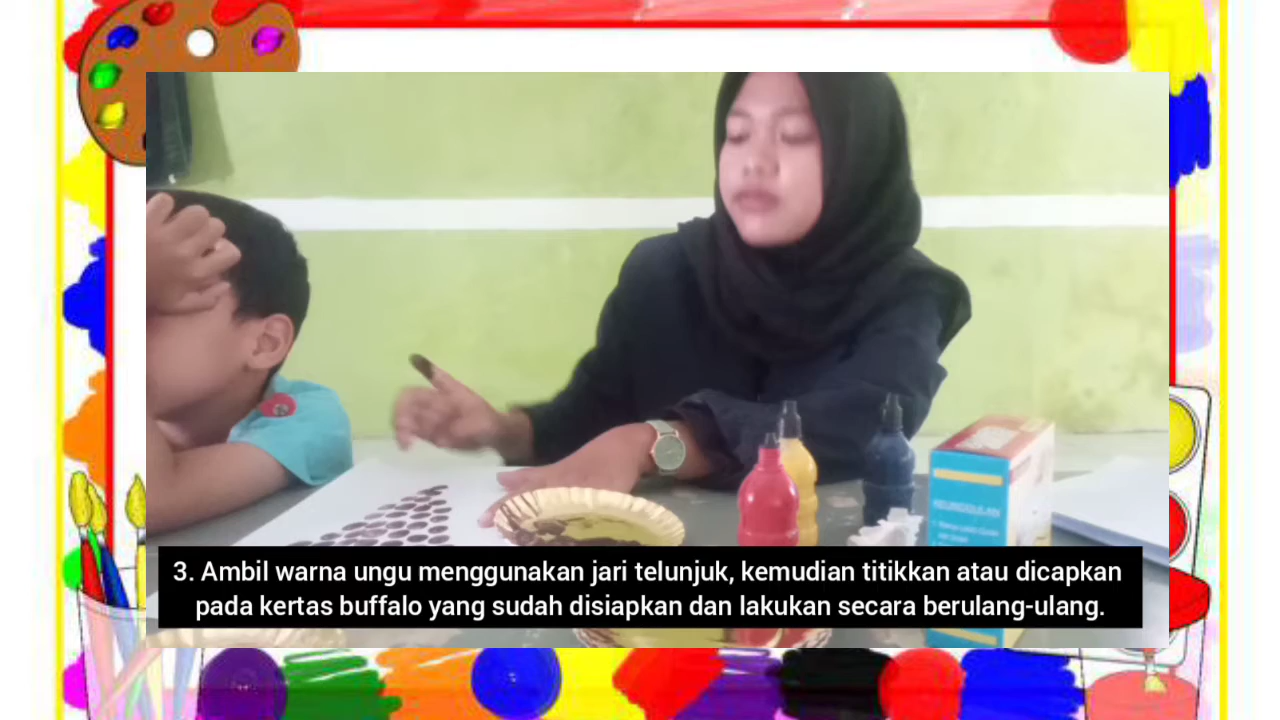 3. Ambil warna ungu menggunakan jari telunjuk, kemudian titikkan atau dicapkan
pada kertas buffalo yang sudah disiapkan dan lakukan secara berulang-ulang.